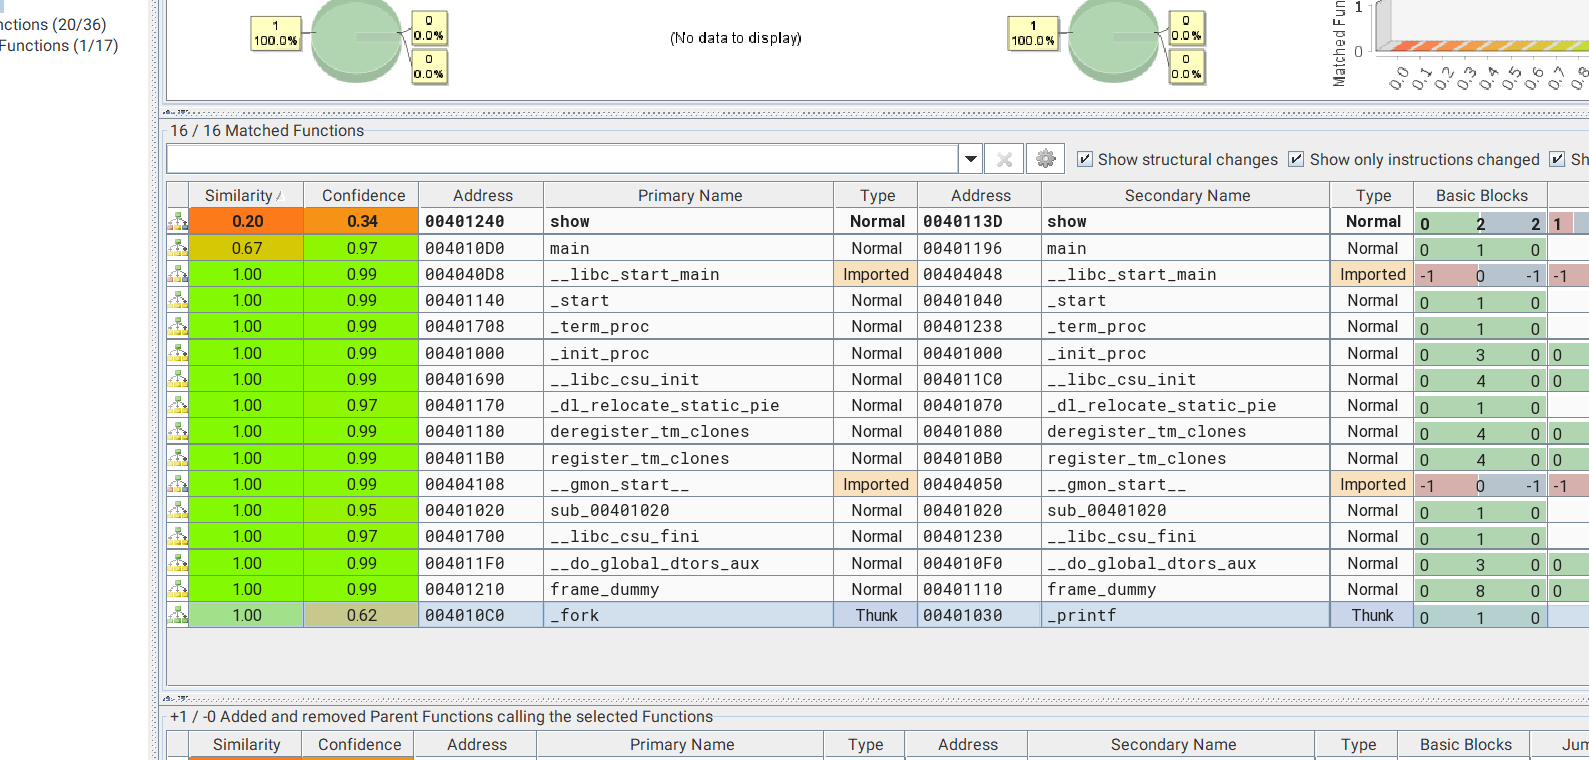 nctions (20/36)
Functions (1/17)
1
100.0%
0
0.0%
0
0.0%
(No data to display)
1
100.0%
0
0.0%
0
0.0%
Matched Fun
1
0
0,0 0,1 0,2 0,3 0,4 0,5 0,6 0,7 0,8
16 / 16 Matched Functions
Show structural changes Show only instructions changed Sh
Similarity Confidence Address Primary Name Type Address Secondary Name Type Basic Blocks
0.20 0.34 00401240 show Normal 0040113D show Normal 0 2 2 1
0.67 0.97 004010D0 main Normal 00401196 main Normal 0 1 0
1.00 0.99 004040D8 __libc_start_main Imported 00404048 __libc_start_main Imported -1 0 -1 -1
1.00 0.99 00401140 _start Normal 00401040 _start Normal 0 1 0
1.00 0.99 00401708 _term_proc Normal 00401238 _term_proc Normal 0 1 0
1.00 0.99 00401000 _init_proc Normal 00401000 _init_proc Normal 0 3 0 0
1.00 0.99 00401690 __libc_csu_init Normal 004011C0 __libc_csu_init Normal 0 4 0 0
1.00 0.97 00401170 _dl_relocate_static_pie Normal 00401070 _dl_relocate_static_pie Normal 0 1 0
1.00 0.99 00401180 deregister_tm_clones Normal 00401080 deregister_tm_clones Normal 0 4 0 0
1.00 0.99 004011B0 register_tm_clones Normal 004010B0 register_tm_clones Normal 0 4 0 0
1.00 0.99 00404108 __gmon_start__ Imported 00404050 __gmon_start__ Imported -1 0 -1 -1
1.00 0.95 00401020 sub_00401020 Normal 00401020 sub_00401020 Normal 0 1 0
1.00 0.97 00401700 __libc_csu_fini Normal 00401230 __libc_csu_fini Normal 0 1 0
1.00 0.99 004011F0 __do_global_dtors_aux Normal 004010F0 __do_global_dtors_aux Normal 0 3 0 0
1.00 0.99 00401210 frame_dummy Normal 00401110 frame_dummy Normal 0 8 0 0
1.00 0.62 004010C0 _fork Thunk 00401030 _printf Thunk 0 1 0
+1 / -0 Added and removed Parent Functions calling the selected Functions
Similarity Confidence Address Primary Name Type Address Secondary Name Type Basic Blocks Jum